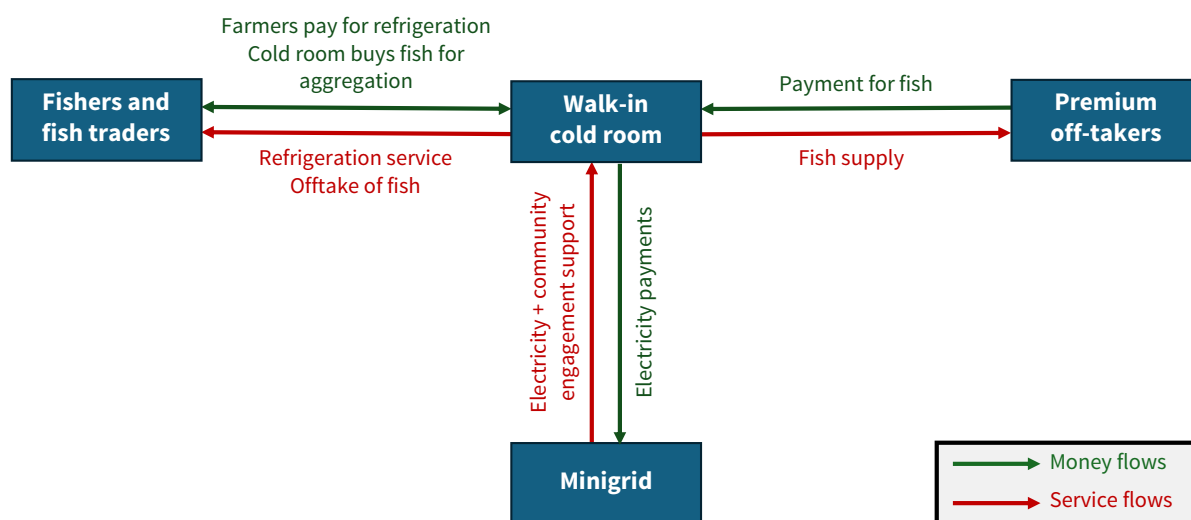 Farmers pay for refrigeration
Cold room buys fish for
aggregation
Fishers and
fish traders
Walk-in
cold room
Payment for fish
Premium
off-takers
Refrigeration service
Offtake of fish
Fish supply
Electricity + community
engagement support
Electricity payments
Minigrid
Money flows
Service flows